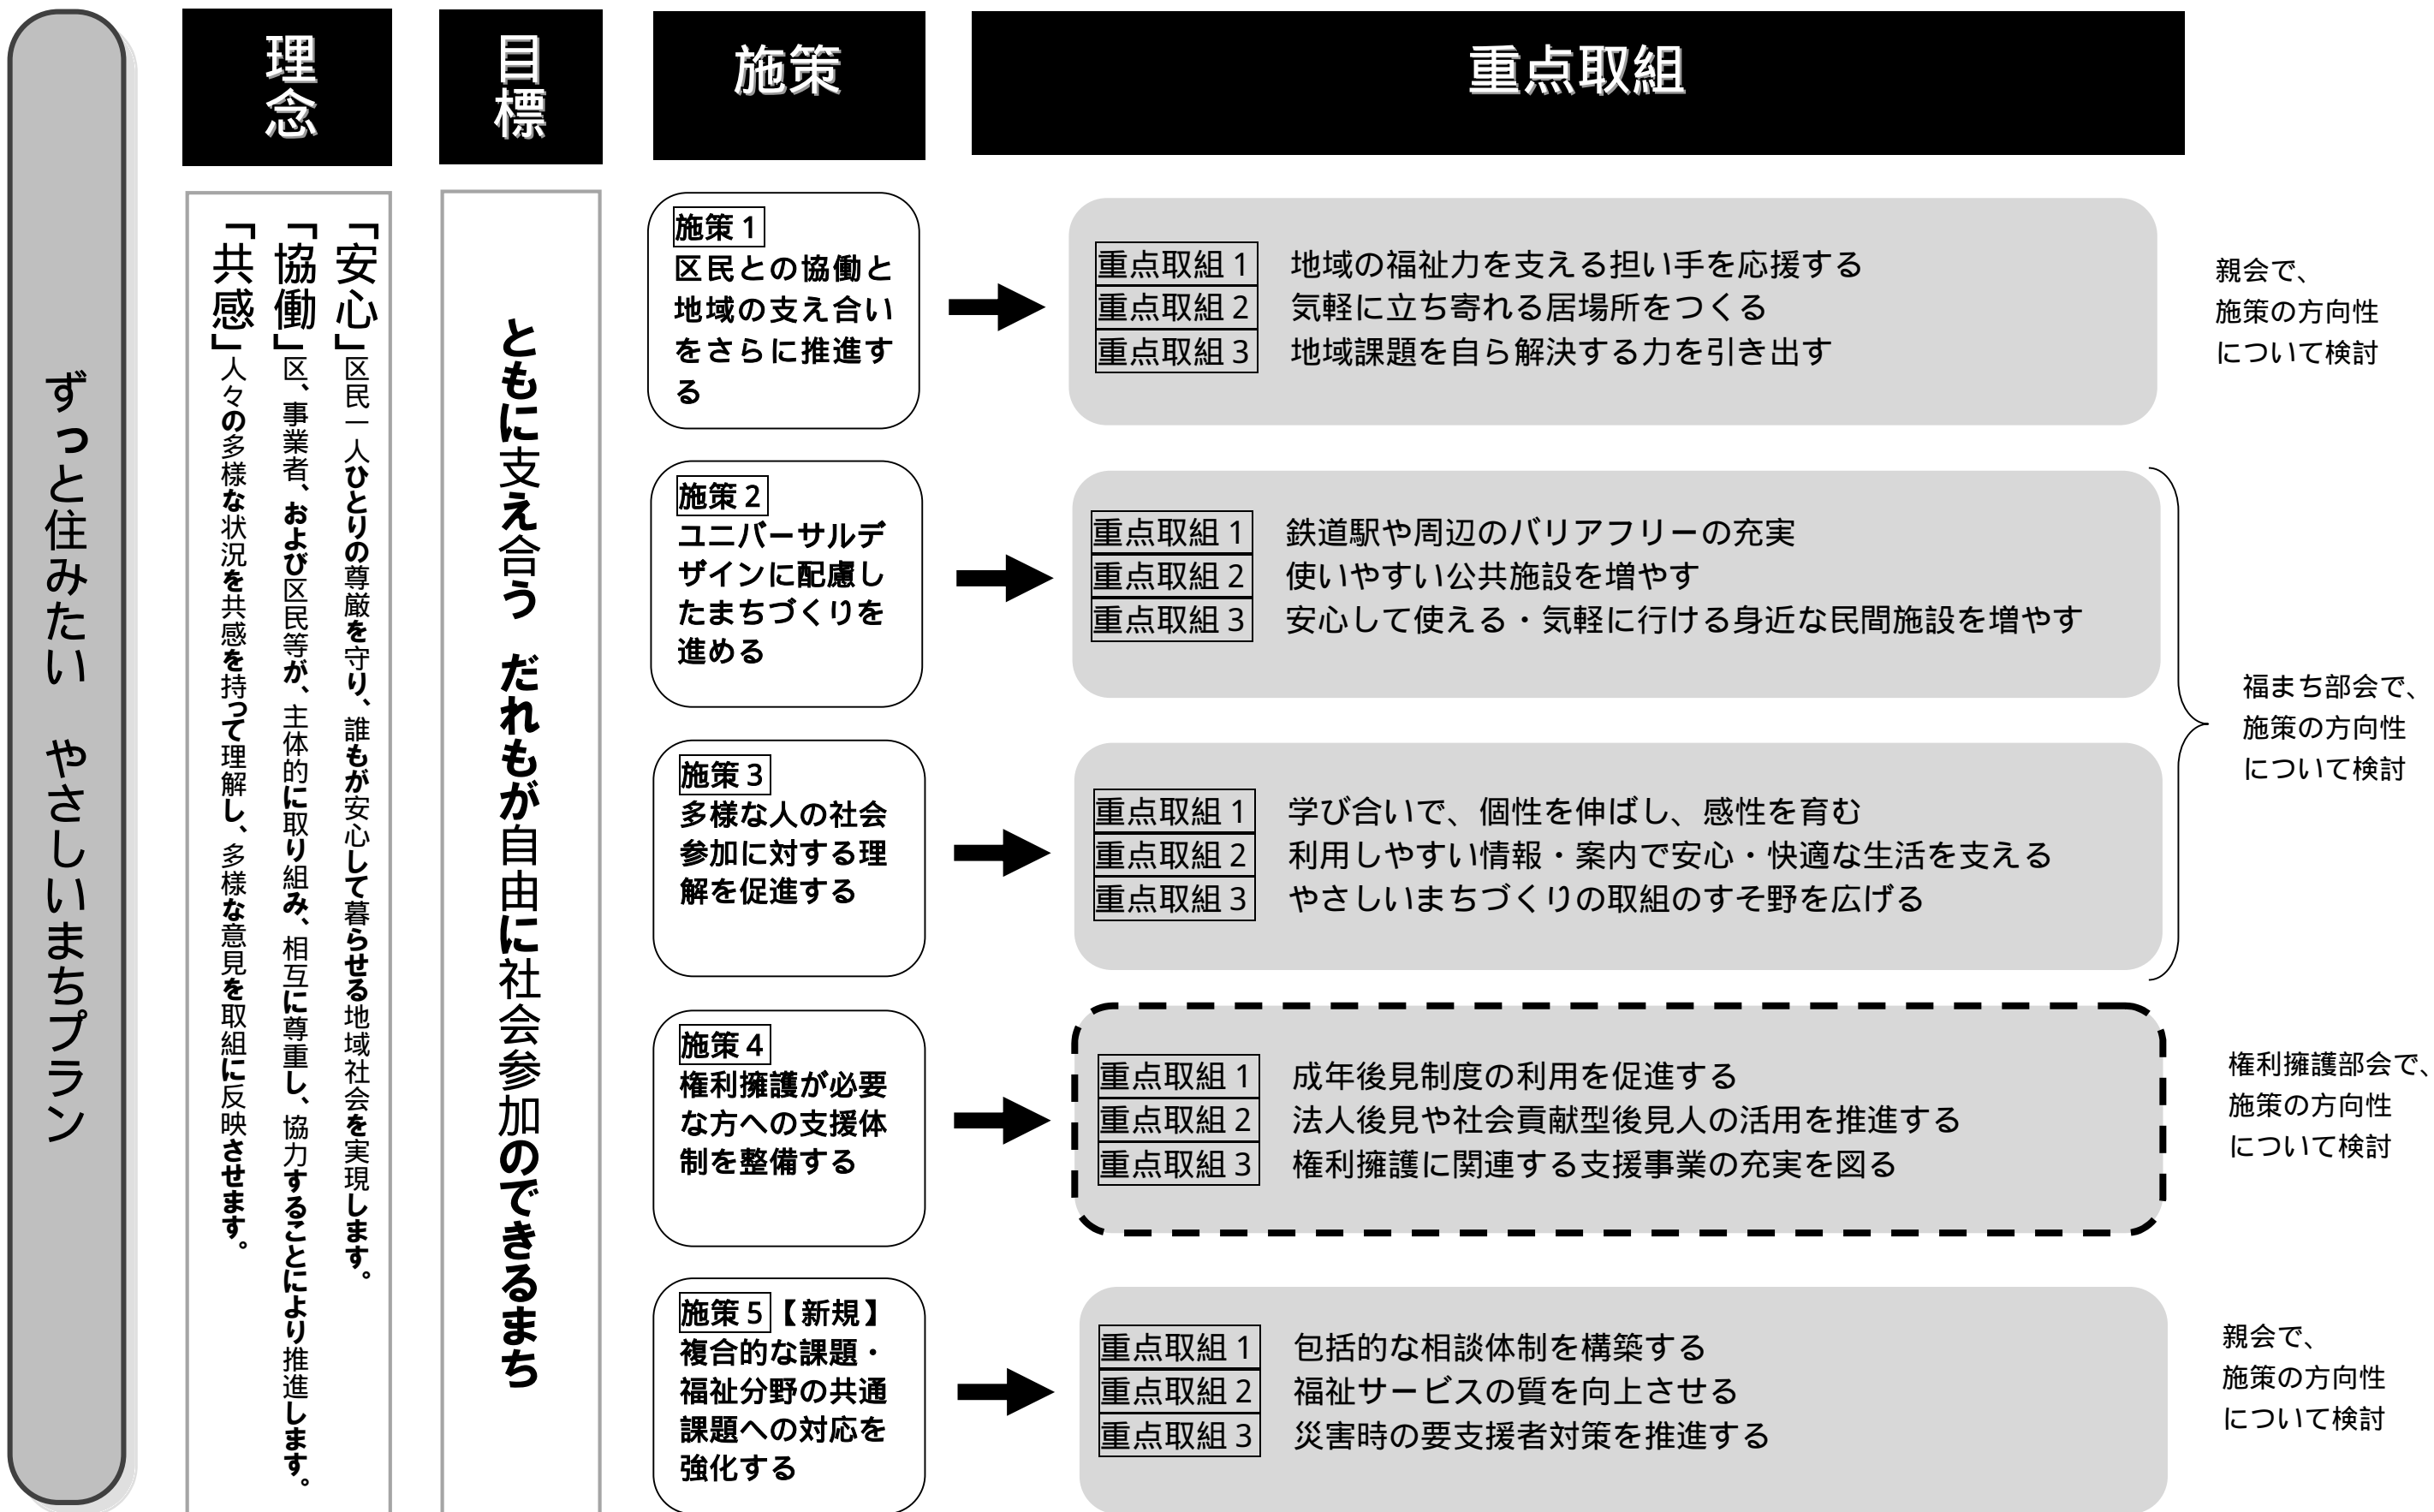 ずっと住みたい　やさしいまちプラン
理念
「安心」区民一人ひとりの尊厳を守り、誰もが安心して暮らせる地域社会を実現します。
「協働」区、事業者、および区民等が、主体的に取り組み、相互に尊重し、協力することにより推進します。
「共感」人々の多様な状況を共感を持って理解し、多様な意見を取組に反映させます。
目標
ともに支え合う　だれもが自由に社会参加のできるまち
施策
重点取組
施策1
区民との協働と
地域の支え合い
をさらに推進す
る
重点取組1　地域の福祉力を支える担い手を応援する
重点取組2　気軽に立ち寄れる居場所をつくる
重点取組3　地域課題を自ら解決する力を引き出す
親会で、
施策の方向性
について検討
施策2
ユニバーサルデ
ザインに配慮し
たまちづくりを
進める
重点取組1　鉄道駅や周辺のバリアフリーの充実
重点取組2　使いやすい公共施設を増やす
重点取組3　安心して使える・気軽に行ける身近な民間施設を増やす
施策3
多様な人の社会
参加に対する理
解を促進する
重点取組1　学び合いで、個性を伸ばし、感性を育む
重点取組2　利用しやすい情報・案内で安心・快適な生活を支える
重点取組3　やさしいまちづくりの取組のすそ野を広げる
福まち部会で、
施策の方向性
について検討
施策4
権利擁護が必要
な方への支援体
制を整備する
重点取組1　成年後見制度の利用を促進する
重点取組2　法人後見や社会貢献型後見人の活用を推進する
重点取組3　権利擁護に関連する支援事業の充実を図る
権利擁護部会で、
施策の方向性
について検討
施策5【新規】
複合的な課題・
福祉分野の共通
課題への対応を
強化する
重点取組1　包括的な相談体制を構築する
重点取組2　福祉サービスの質を向上させる
重点取組3　災害時の要支援者対策を推進する
親会で、
施策の方向性
について検討